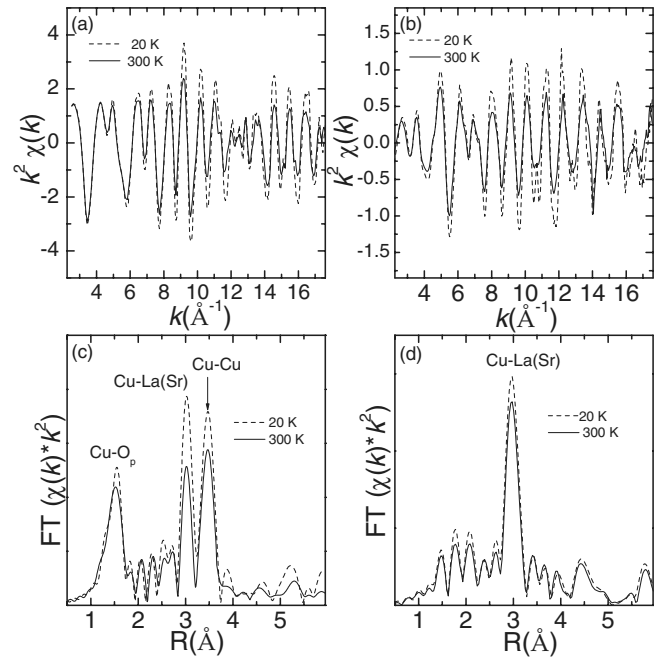 (a)
20 K
300 K
k² χ(k)
4
2
0
-2
-4
4 6 8 10 12 14 16
k(Å⁻¹)
(b)
20 K
300 K
k² χ(k)
1.5
1.0
0.5
0.0
-0.5
-1.0
-1.5
4 6 8 10 12 14 16
k(Å⁻¹)
(c)
Cu-Cu
Cu-La(Sr)
20 K
300 K
Cu-Oₚ
FT (χ(k)*k²)
1 2 3 4 5
R(Å)
(d)
Cu-La(Sr)
20 K
300 K
FT (χ(k)*k²)
1 2 3 4 5
R(Å)